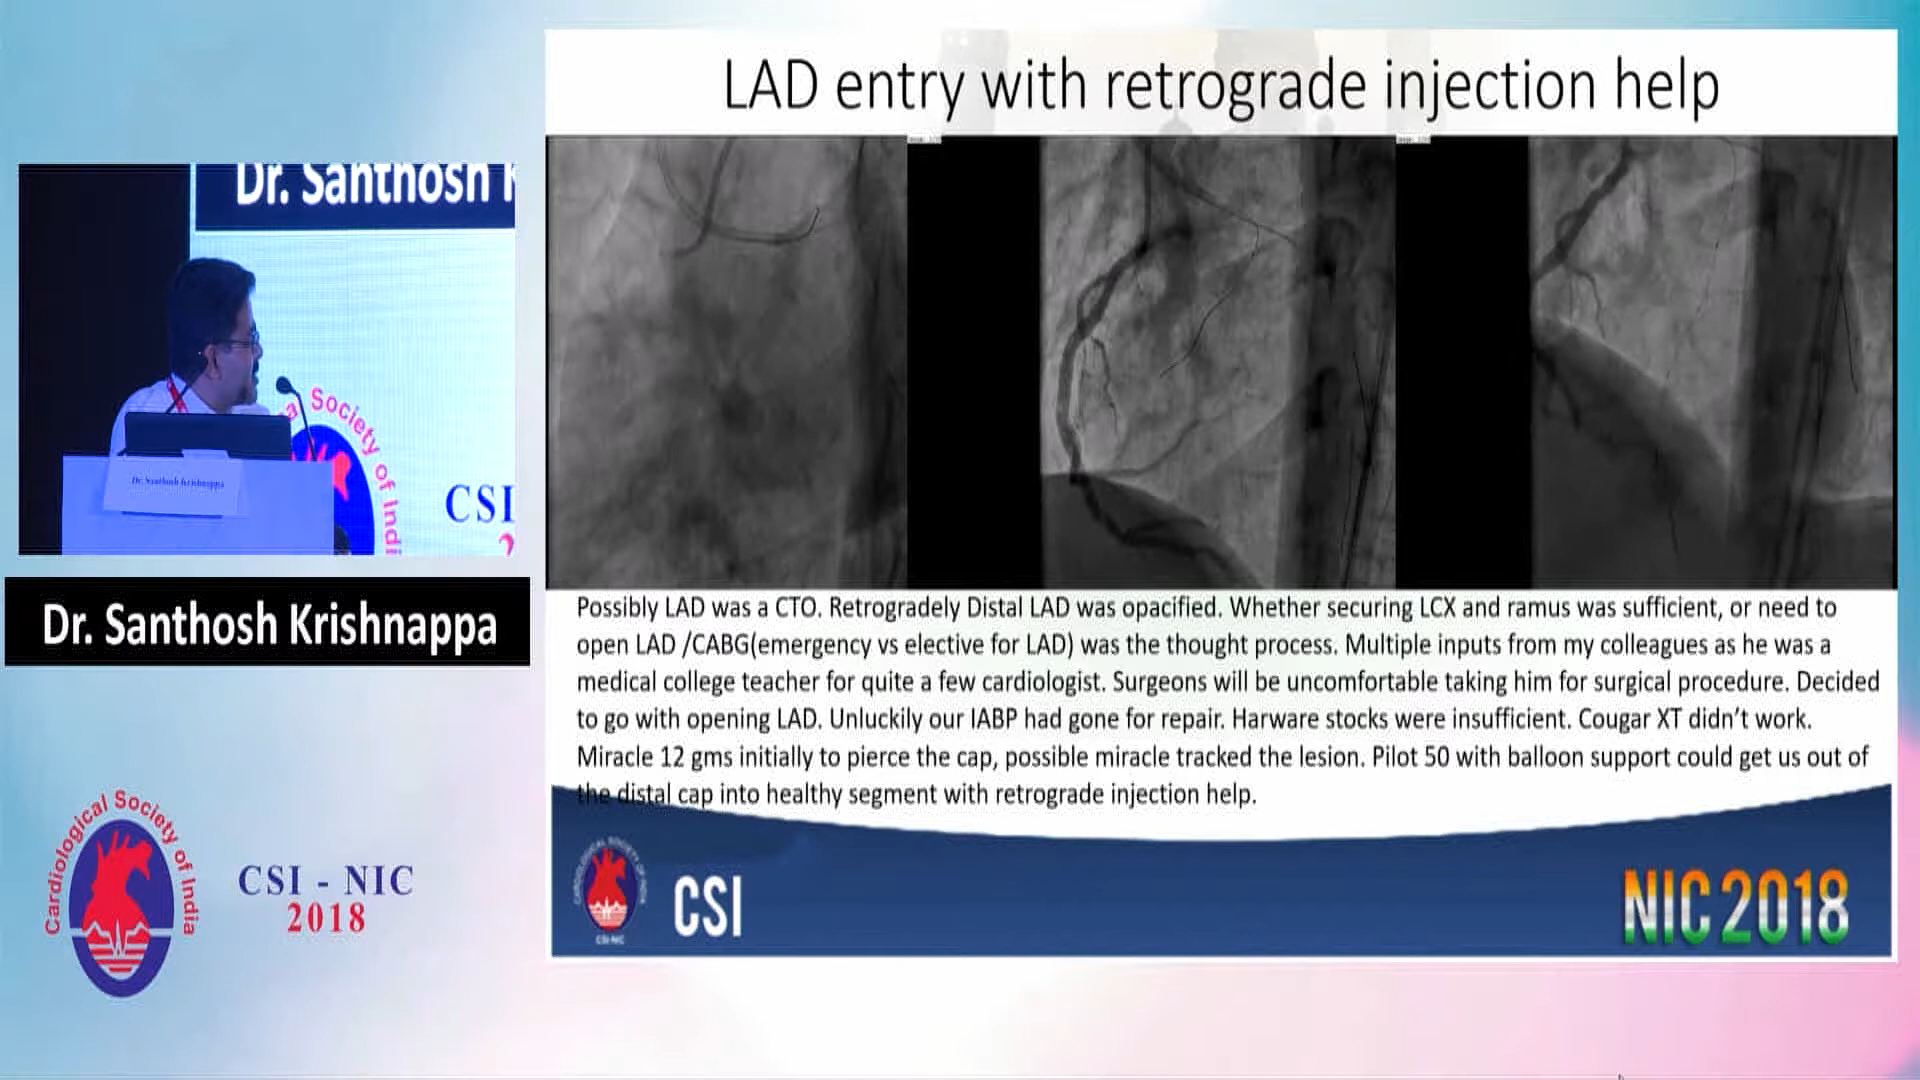 LAD entry with retrograde injection help
Dr. Santhosh
Society of Indi
CSI
Dr. Santhosh Krishnappa
Dr. Santhosh Krishnappa
Possibly LAD was a CTO. Retrogradely Distal LAD was opacified. Whether securing LCX and ramus was sufficient, or need to
open LAD /CABG(emergency vs elective for LAD) was the thought process. Multiple inputs from my colleagues as he was a
medical college teacher for quite a few cardiologist. Surgeons will be uncomfortable taking him for surgical procedure. Decided
to go with opening LAD. Unluckily our IABP had gone for repair. Harware stocks were insufficient. Cougar XT didn't work.
Miracle 12 gms initially to pierce the cap, possible miracle tracked the lesion. Pilot 50 with balloon support could get us out of
the distal cap into healthy segment with retrograde injection help.
Cardiological Society of India
CSI - NIC
2018
CSI
NIC 2018